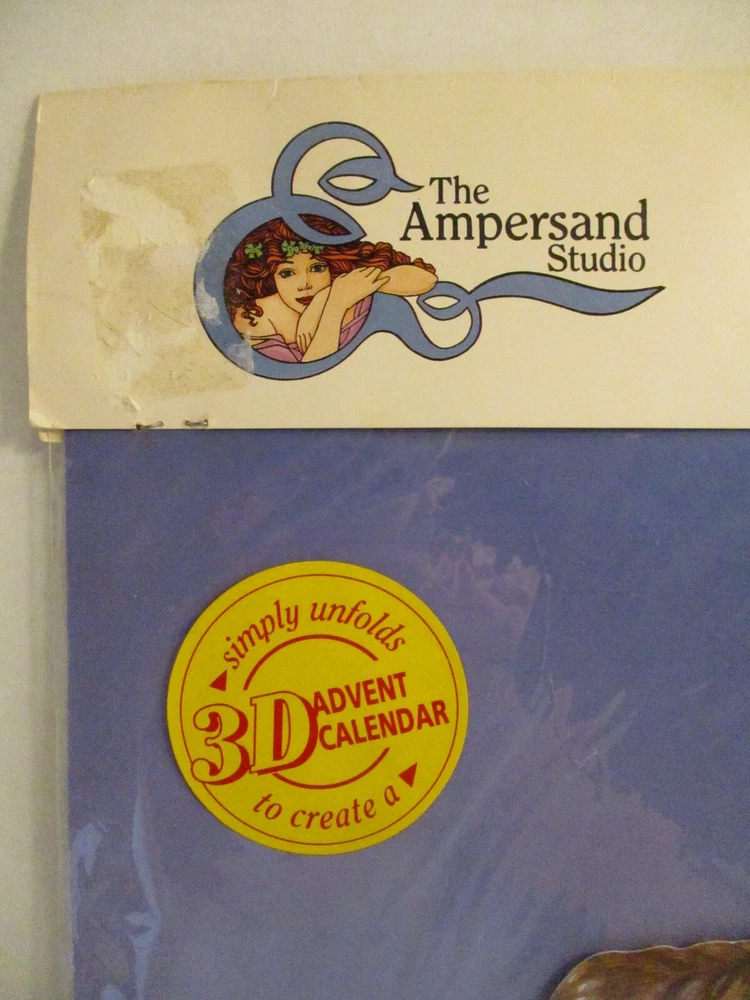 The
Ampersand
Studio
simply unfolds
to create a
3D ADVENT
CALENDAR